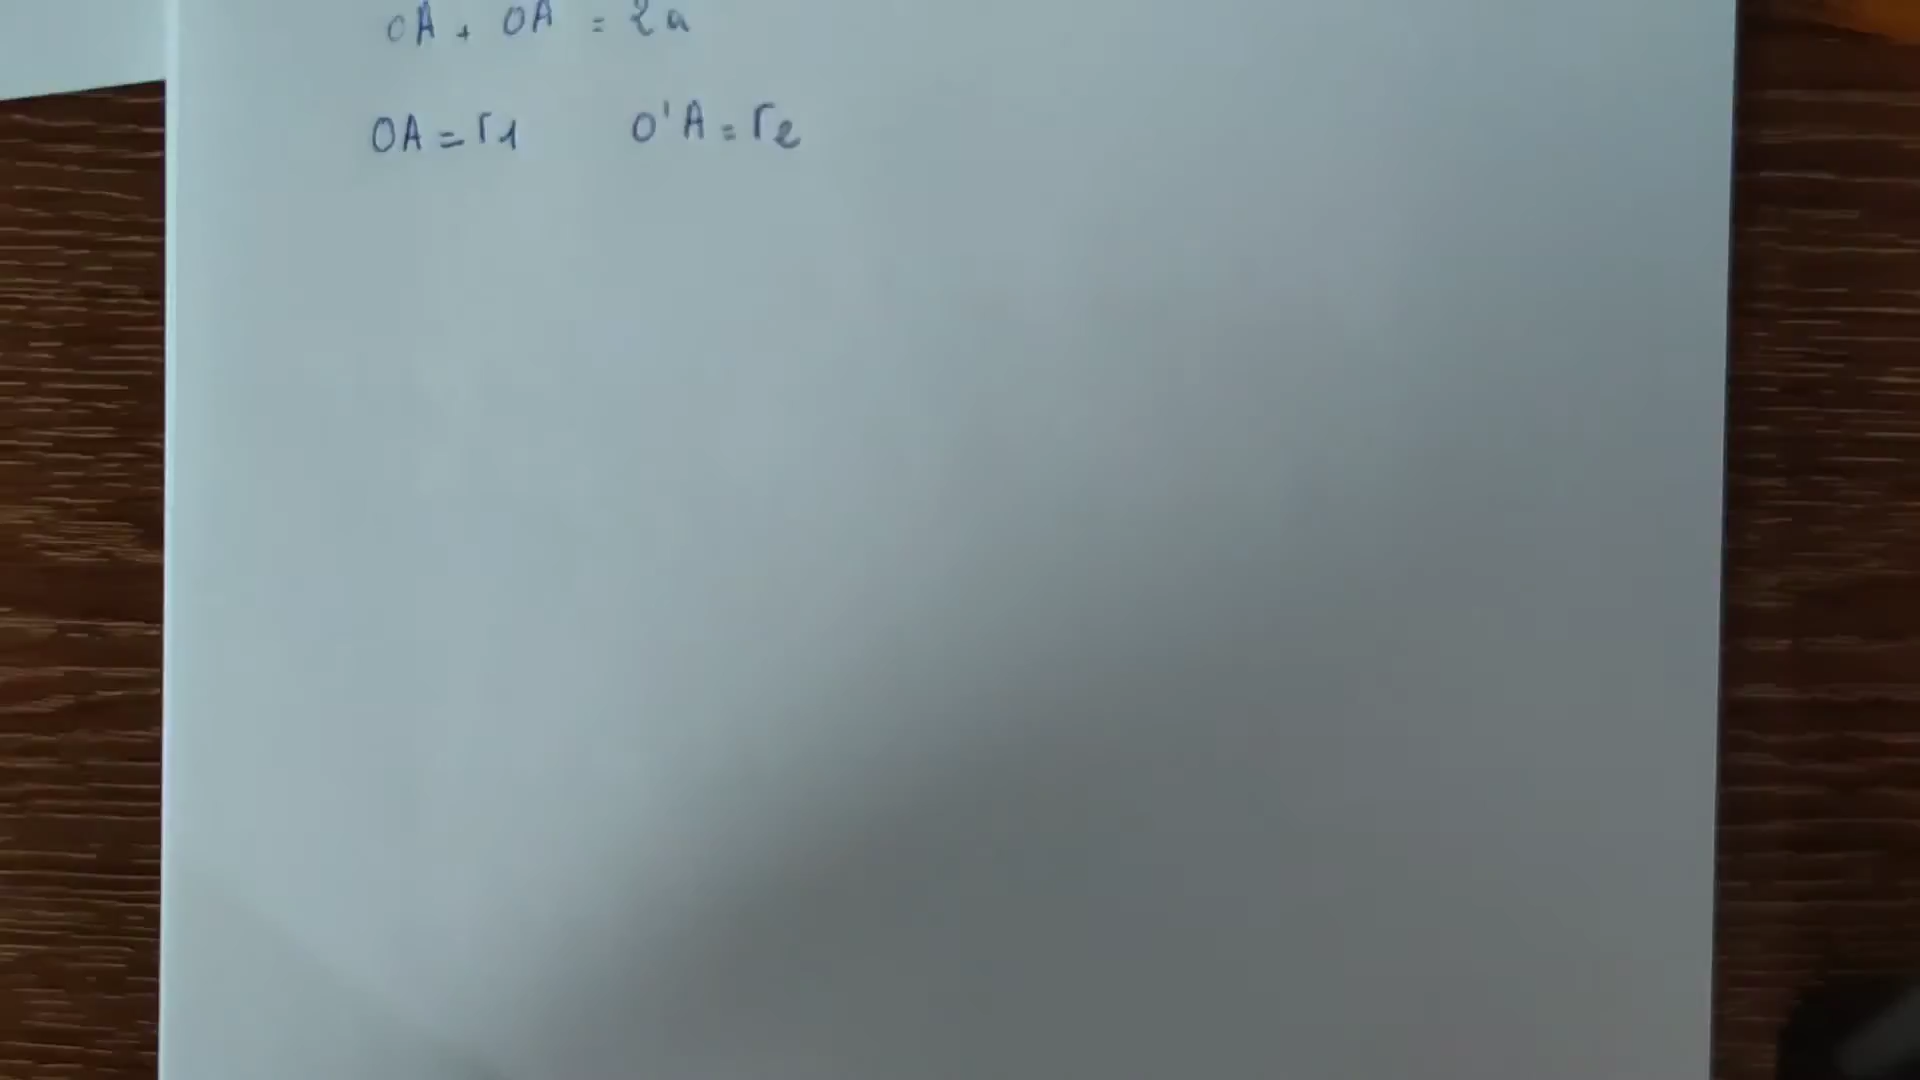 OA + OA = 2a
OA = r1 O'A = r2